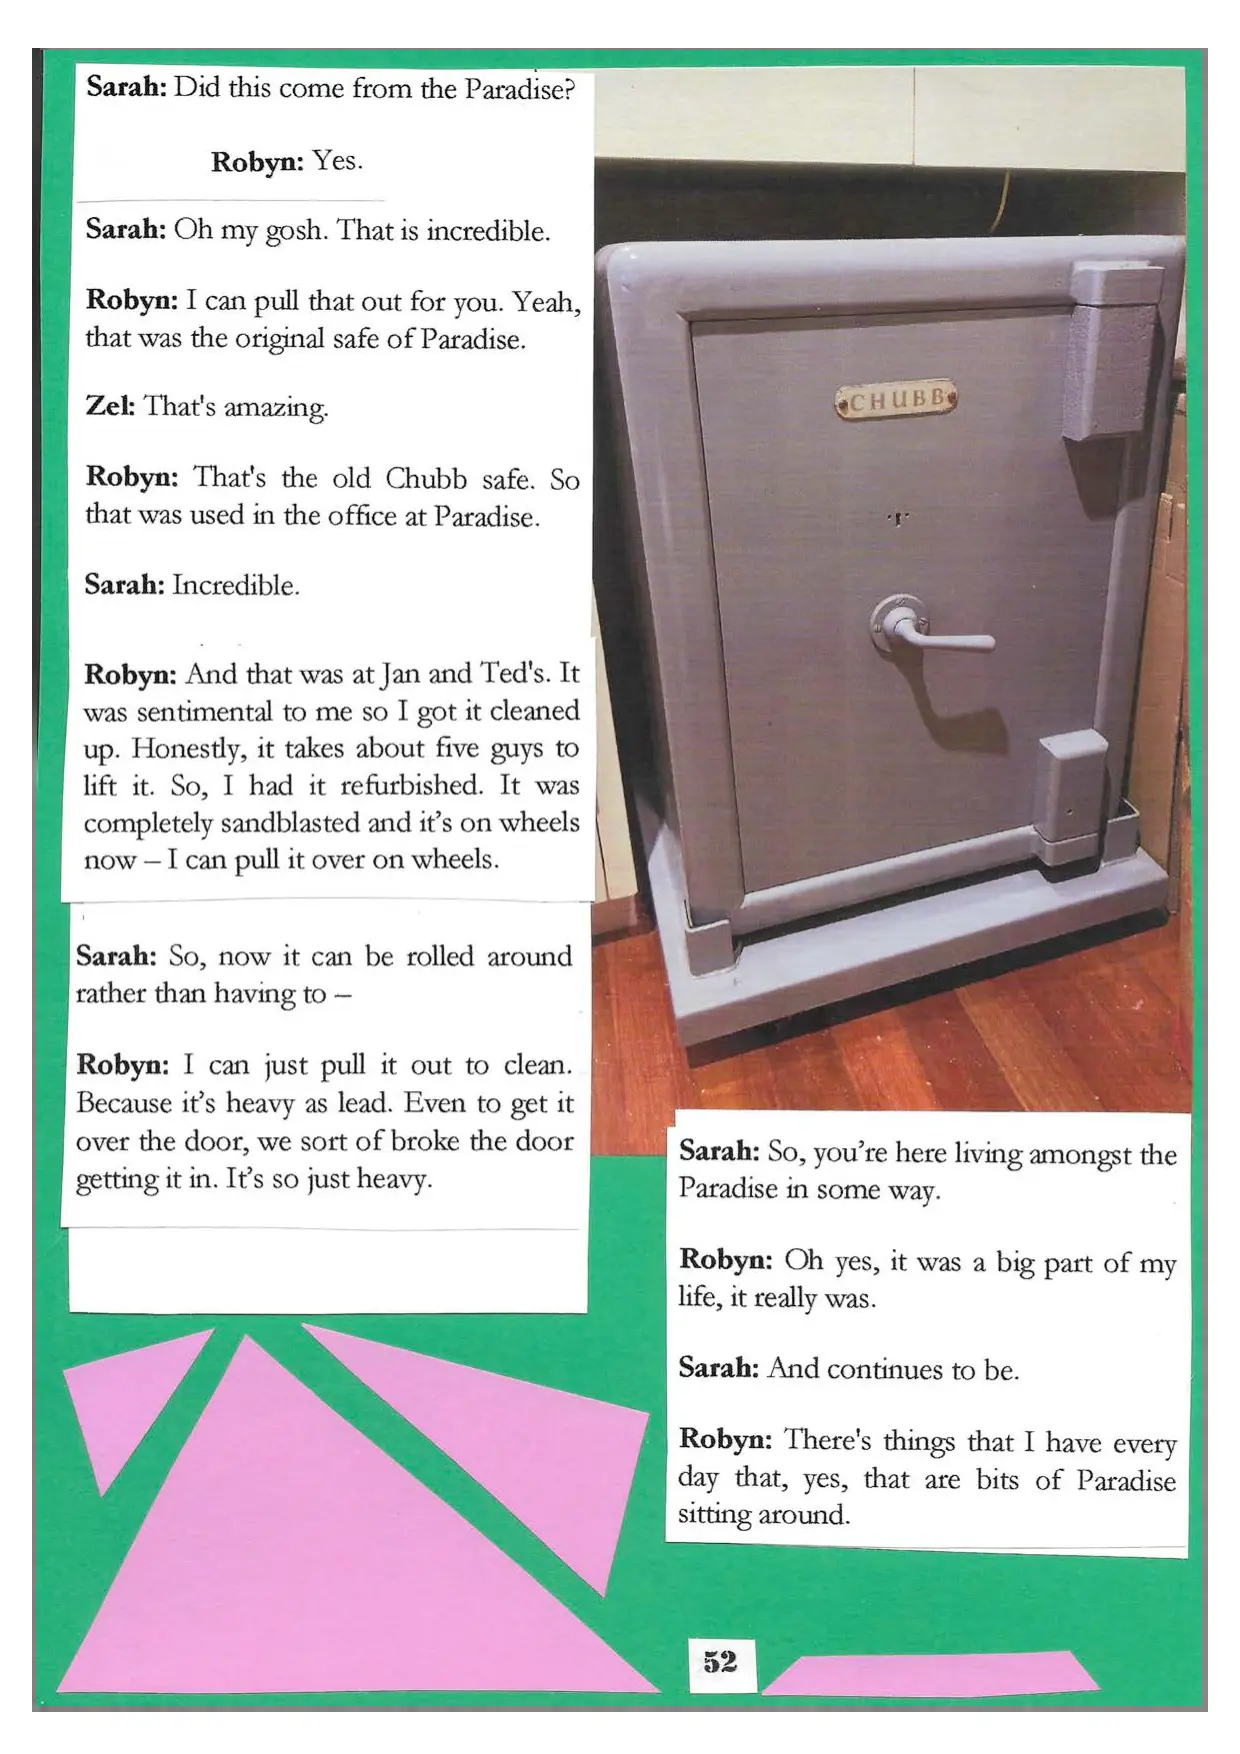 Sarah: Did this come from the Paradise?
Robyn: Yes.
Sarah: Oh my gosh. That is incredible.
Robyn: I can pull that out for you. Yeah,
that was the original safe of Paradise.
Zel: That's amazing.
Robyn: That's the old Chubb safe. So
that was used in the office at Paradise.
Sarah: Incredible.
Robyn: And that was at Jan and Ted's. It
was sentimental to me so I got it cleaned
up. Honestly, it takes about five guys to
lift it. So, I had it refurbished. It was
completely sandblasted and it's on wheels
now – I can pull it over on wheels.
Sarah: So, now it can be rolled around
rather than having to –
Robyn: I can just pull it out to clean.
Because it's heavy as lead. Even to get it
over the door, we sort of broke the door
getting it in. It's so just heavy.
CHUBB
Sarah: So, you're here living amongst the
Paradise in some way.
Robyn: Oh yes, it was a big part of my
life, it really was.
Sarah: And continues to be.
Robyn: There's things that I have every
day that, yes, that are bits of Paradise
sitting around.
52